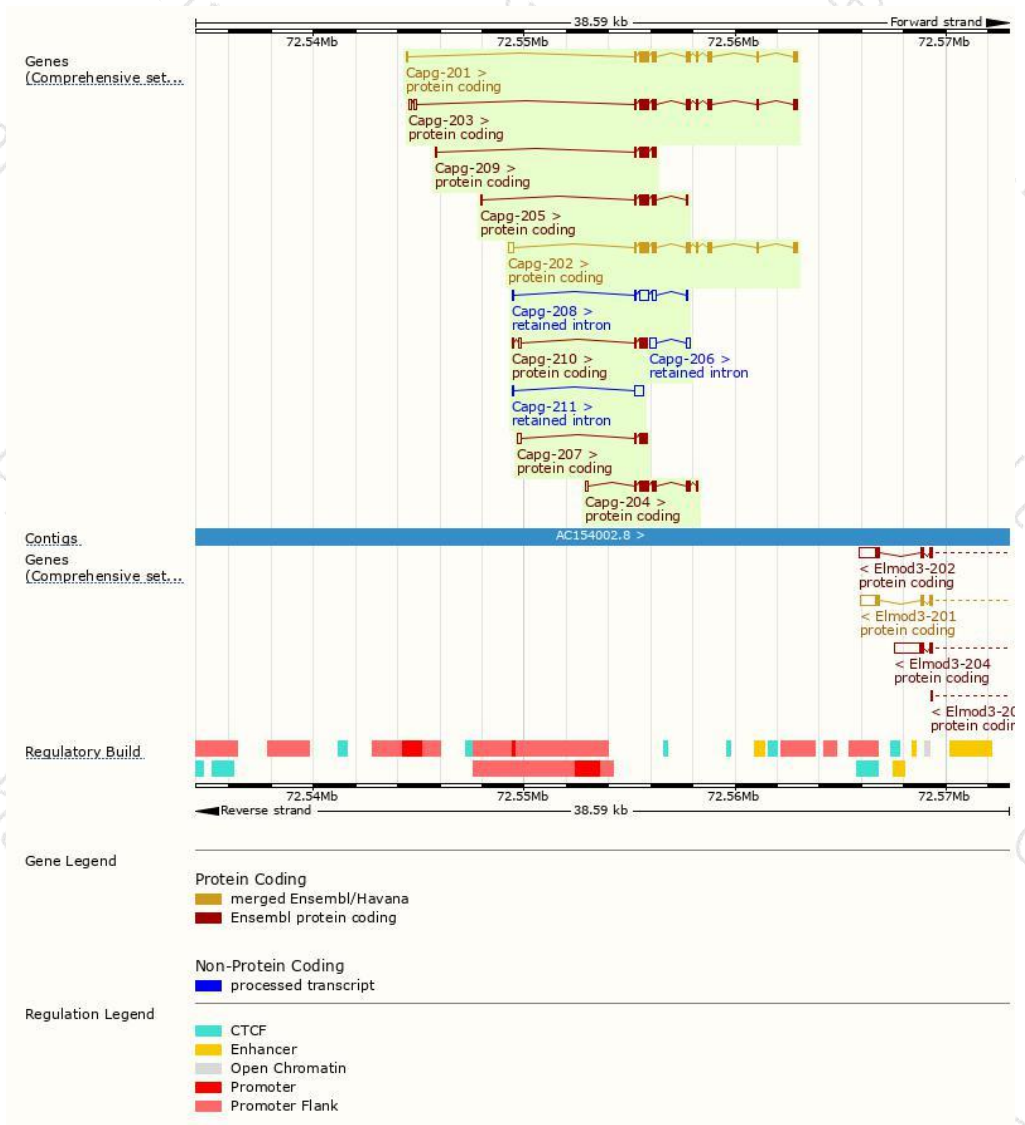 38.59 kb
Forward strand
72.54Mb 72.55Mb 72.56Mb 72.57Mb
Genes
(Comprehensive set...
Capg-201 >
protein coding
Capg-203 >
protein coding
Capg-209 >
protein coding
Capg-205 >
protein coding
Capg-202 >
protein coding
Capg-208 >
retained intron
Capg-210 >
protein coding
Capg-206 >
retained intron
Capg-211 >
retained intron
Capg-207 >
protein coding
Capg-204 >
protein coding
Contigs
AC154002.8 >
Genes
(Comprehensive set...
< Elmod3-202
protein coding
< Elmod3-201
protein coding
< Elmod3-204
protein coding
< Elmod3-20
protein codin
Regulatory Build
72.54Mb 72.55Mb 72.56Mb 72.57Mb
Reverse strand
38.59 kb
Gene Legend
Protein Coding
merged Ensembl/Havana
Ensembl protein coding
Non-Protein Coding
processed transcript
Regulation Legend
CTCF
Enhancer
Open Chromatin
Promoter
Promoter Flank